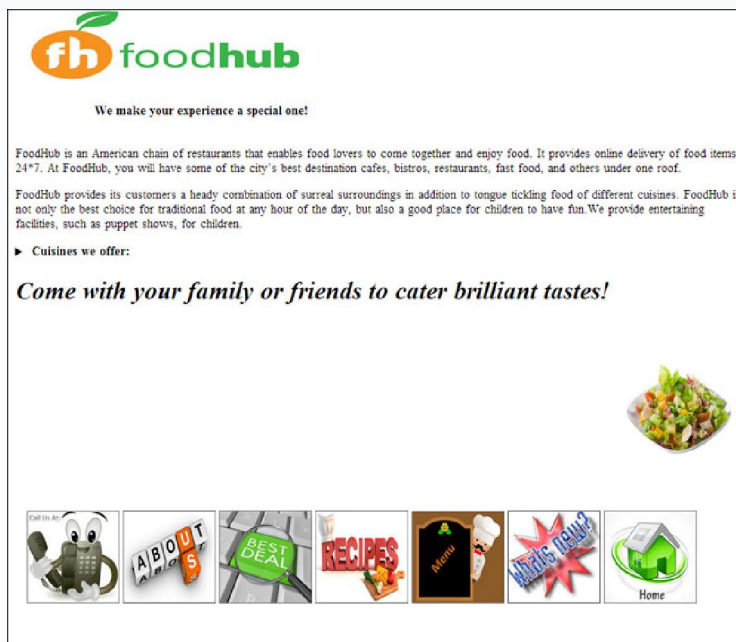 fh foodhub
We make your experience a special one!
FoodHub is an American chain of restaurants that enables food lovers to come together and enjoy food. It provides online delivery of food items
24*7. At FoodHub, you will have some of the city's best destination cafes, bistros, restaurants, fast food, and others under one roof.
FoodHub provides its customers a heady combination of surreal surroundings in addition to tongue tickling food of different cuisines. FoodHub i
not only the best choice for traditional food at any hour of the day, but also a good place for children to have fun.We provide entertaining
facilities, such as puppet shows, for children.
► Cuisines we offer:
Come with your family or friends to cater brilliant tastes!
Call Us At:
ABOUT
ABOUT
US
BEST
DEAL
RECIPES
Menu
Whats new?
Home